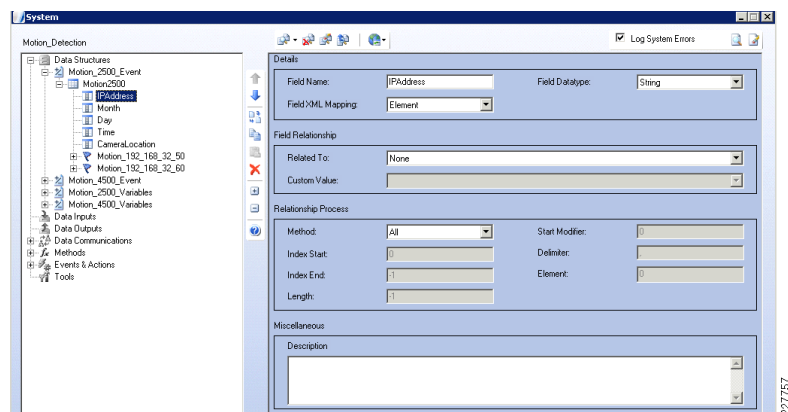 System
Motion_Detection
Log System Errors
Data Structures
Motion_2500_Event
Motion2500
IPAddress
Month
Day
Time
CameraLocation
Motion_192_168_32_50
Motion_192_168_32_60
Motion_4500_Event
Motion_2500_Variables
Motion_4500_Variables
Data Inputs
Data Outputs
Data Communications
Methods
Events & Actions
Tools
Details
Field Name: IPAddress Field Datatype: String
Field XML Mapping: Element
Field Relationship
Related To: None
Custom Value:
Relationship Process
Method: All Start Modifier: 0
Index Start: 0 Delimiter: .
Index End: -1 Element: 0
Length: -1
Miscellaneous
Description